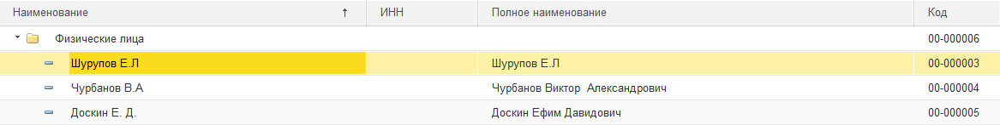 Наименование ↑ ИНН Полное наименование Код
Физические лица 00-000006
Шурупов Е.Л Шурупов Е.Л 00-000003
Чурбанов В.А Чурбанов Виктор  Александрович 00-000004
Доскин Е. Д. Доскин Ефим Давидович 00-000005